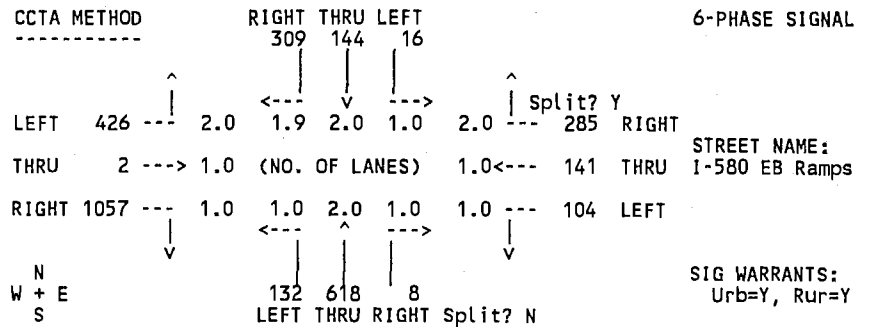 CCTA METHOD RIGHT THRU LEFT 6-PHASE SIGNAL
----------- 309 144 16
^ ^
<--- v ---> Split? Y
LEFT 426 --- 2.0 1.9 2.0 1.0 2.0 --- 285 RIGHT
STREET NAME:
THRU 2 ---> 1.0 (NO. OF LANES) 1.0<--- 141 THRU I-580 EB Ramps
RIGHT 1057 --- 1.0 1.0 2.0 1.0 1.0 --- 104 LEFT
<--- ^ --->
v v
N SIG WARRANTS:
W + E 132 618 8 Urb=Y, Rur=Y
S LEFT THRU RIGHT Split? N